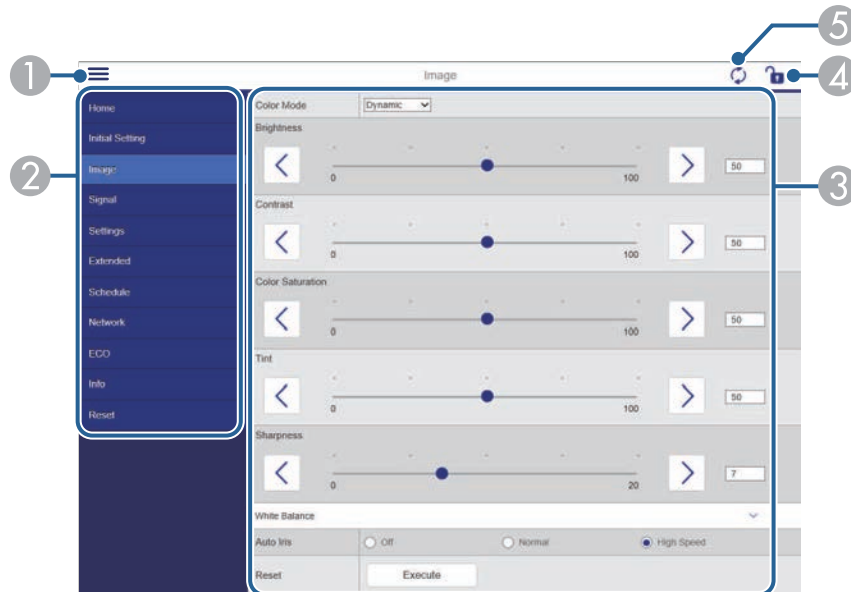 5
1
Image
4
Home
Color Mode
Dynamic
Brightness
Initial Setting
Image
0
100
50
2
3
Signal
Contrast
Settings
0
100
50
Extended
Color Saturation
Schedule
Network
0
100
50
ECO
Tint
Info
0
100
50
Reset
Sharpness
0
20
7
White Balance
Auto Iris
Off
Normal
High Speed
Reset
Execute